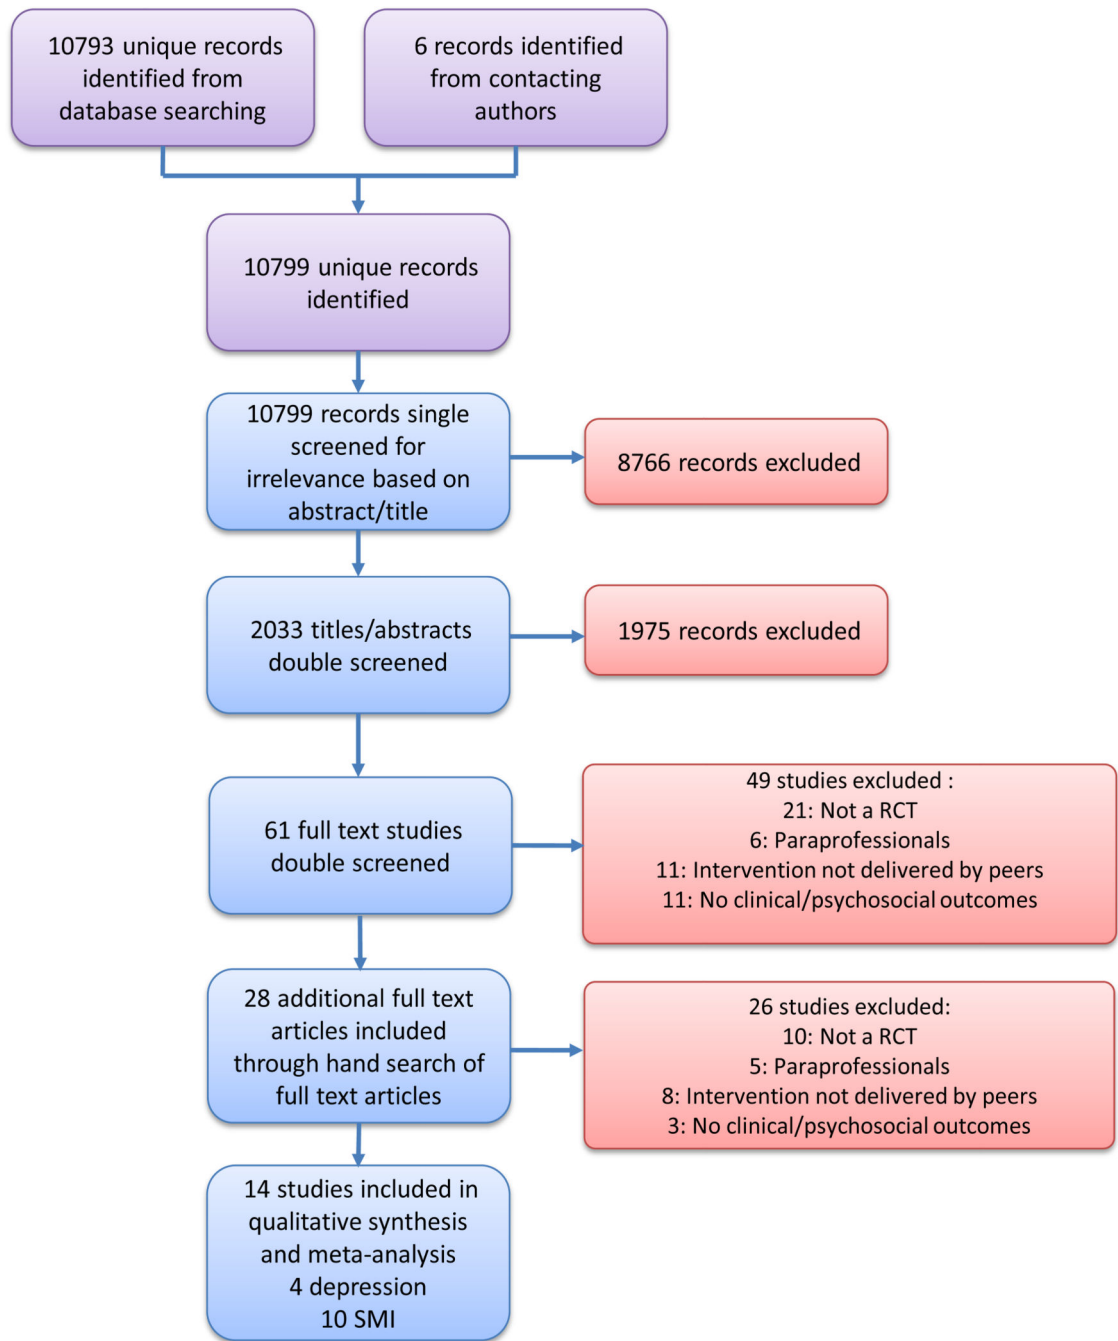 10793 unique records
identified from
database searching
6 records identified
from contacting
authors
10799 unique records
identified
10799 records single
screened for
irrelevance based on
abstract/title
8766 records excluded
2033 titles/abstracts
double screened
1975 records excluded
61 full text studies
double screened
49 studies excluded :
21: Not a RCT
6: Paraprofessionals
11: Intervention not delivered by peers
11: No clinical/psychosocial outcomes
28 additional full text
articles included
through hand search of
full text articles
26 studies excluded:
10: Not a RCT
5: Paraprofessionals
8: Intervention not delivered by peers
3: No clinical/psychosocial outcomes
14 studies included in
qualitative synthesis
and meta-analysis
4 depression
10 SMI